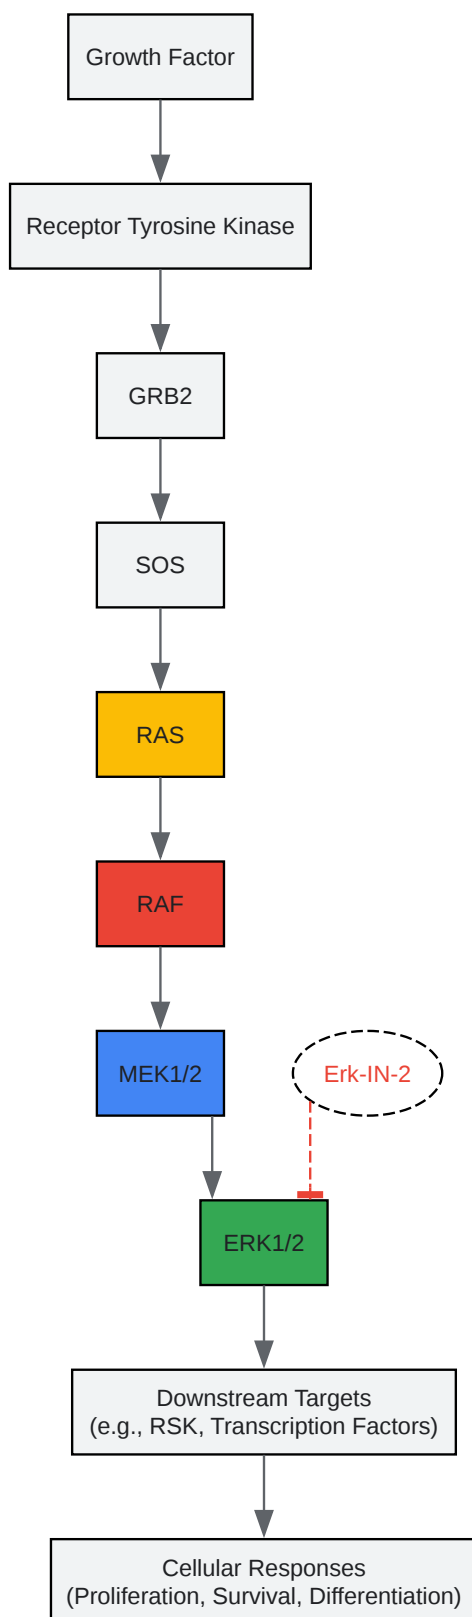 Growth Factor
Receptor Tyrosine Kinase
GRB2
SOS
RAS
RAF
MEK1/2
Erk-IN-2
ERK1/2
Downstream Targets
(e.g., RSK, Transcription Factors)
Cellular Responses
(Proliferation, Survival, Differentiation)